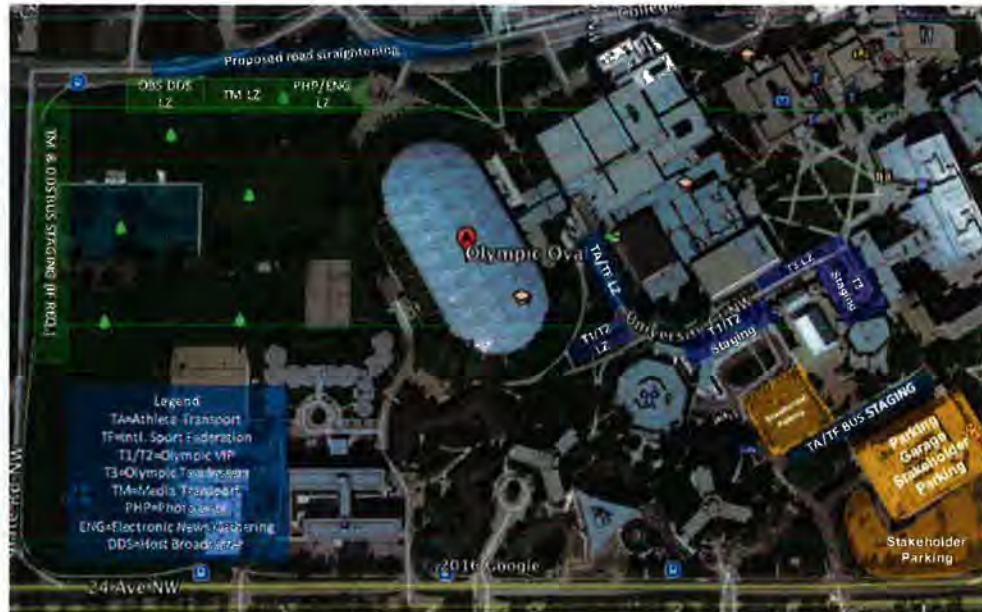 Proposed road straightening
OBS DDS
LZ
TM LZ
PHP/ENG
LZ
TM & DDS BUS STAGING (IF REQ.)
Olympic Oval
TA/TF LZ
T3 LZ
T3
Staging
T1/T2
LZ
T1/T2
Staging
Stakeholder
Parking
TA/TF BUS STAGING
Parking
Garage
Stakeholder
Parking
Stakeholder
Parking
Legend
TA=Athlete Transport
TF=Intl. Sport Federation
T1/T2=Olympic VIP
TM=Media Transport
ENG=Electronic News Gathering
2016 Google
24 Ave NW